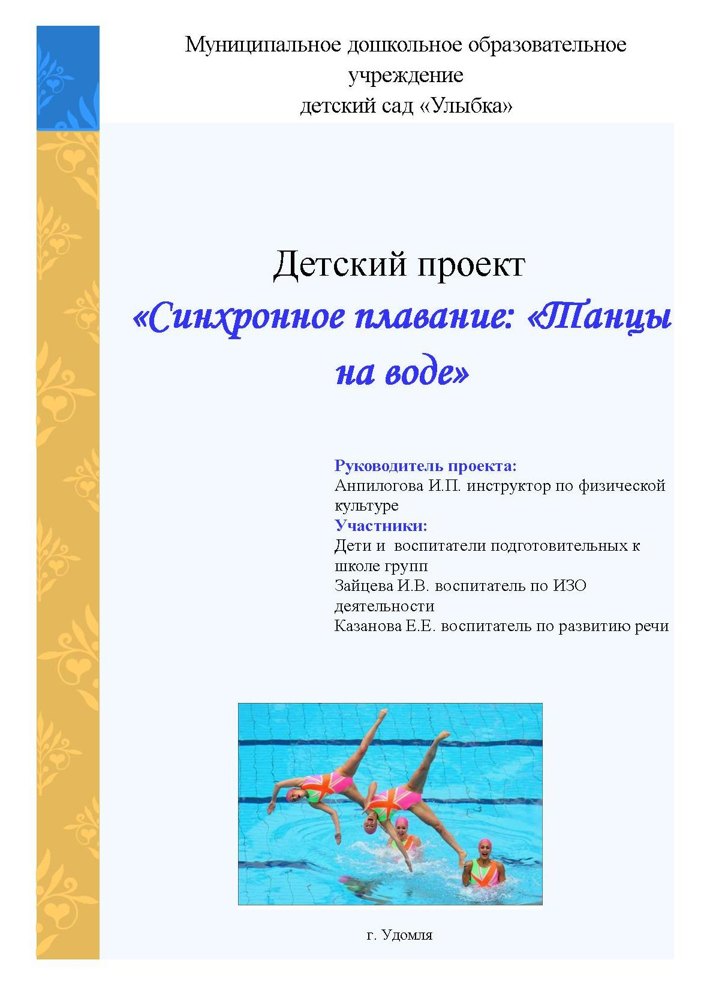 Муниципальное дошкольное образовательное
учреждение
детский сад «Улыбка»
Детский проект
«Синхронное плавание: «Танцы
на воде»
Руководитель проекта:
Анпилогова И.П. инструктор по физической
культуре
Участники:
Дети и воспитатели подготовительных к
школе групп
Зайцева И.В. воспитатель по ИЗО
деятельности
Казанова Е.Е. воспитатель по развитию речи
г. Удомля